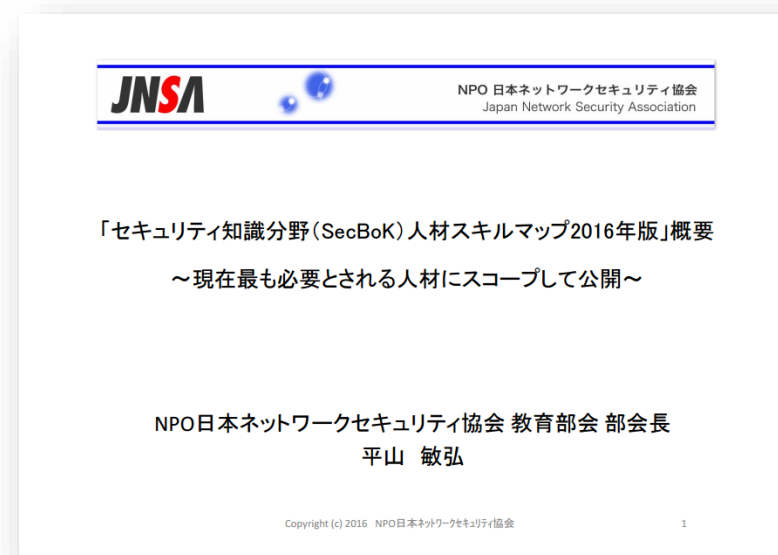 JNSA
NPO 日本ネットワークセキュリティ協会
Japan Network Security Association
「セキュリティ知識分野（SecBoK）人材スキルマップ2016年版」概要
～現在最も必要とされる人材にスコープして公開～
NPO日本ネットワークセキュリティ協会 教育部会 部会長
平山　敏弘
Copyright (c) 2016 NPO日本ﾈｯﾄﾜｰｸｾｷｭﾘﾃｨ協会
1